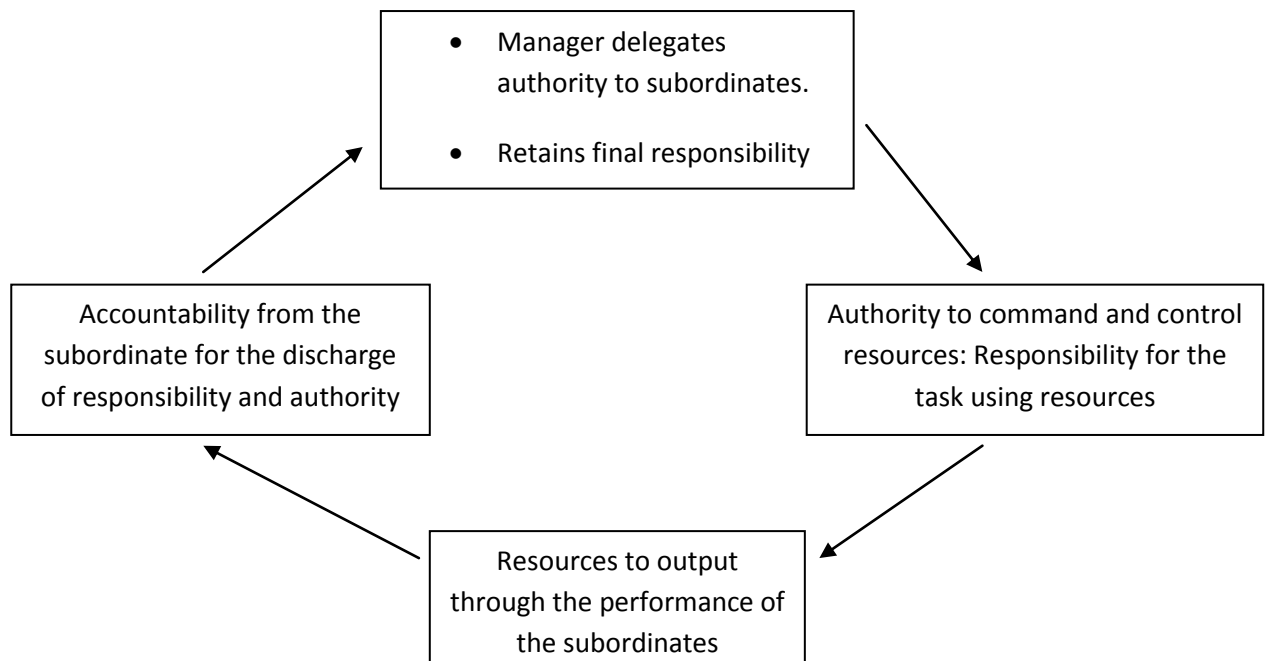 • Manager delegates
authority to subordinates.
• Retains final responsibility
Accountability from the
subordinate for the discharge
of responsibility and authority
Authority to command and control
resources: Responsibility for the
task using resources
Resources to output
through the performance of
the subordinates